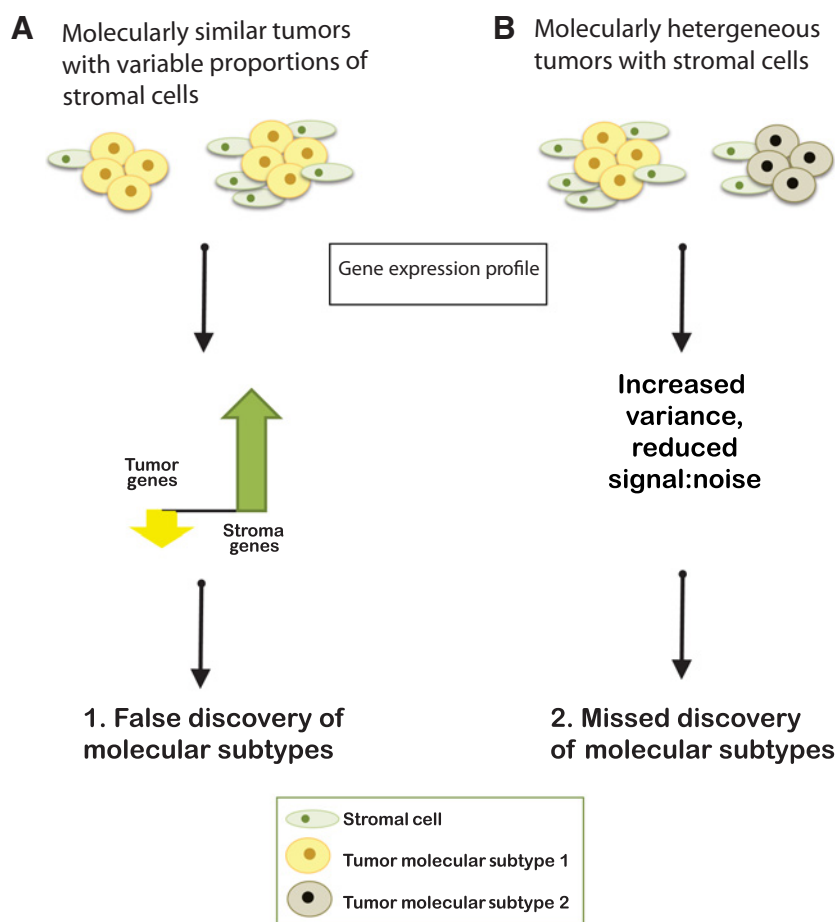 A
Molecularly similar tumors
with variable proportions of
stromal cells
B
Molecularly hetergeneous
tumors with stromal cells
Gene expression profile
Tumor
genes
Stroma
genes
Increased
variance,
reduced
signal:noise
1. False discovery of
molecular subtypes
2. Missed discovery
of molecular subtypes
Stromal cell
Tumor molecular subtype 1
Tumor molecular subtype 2